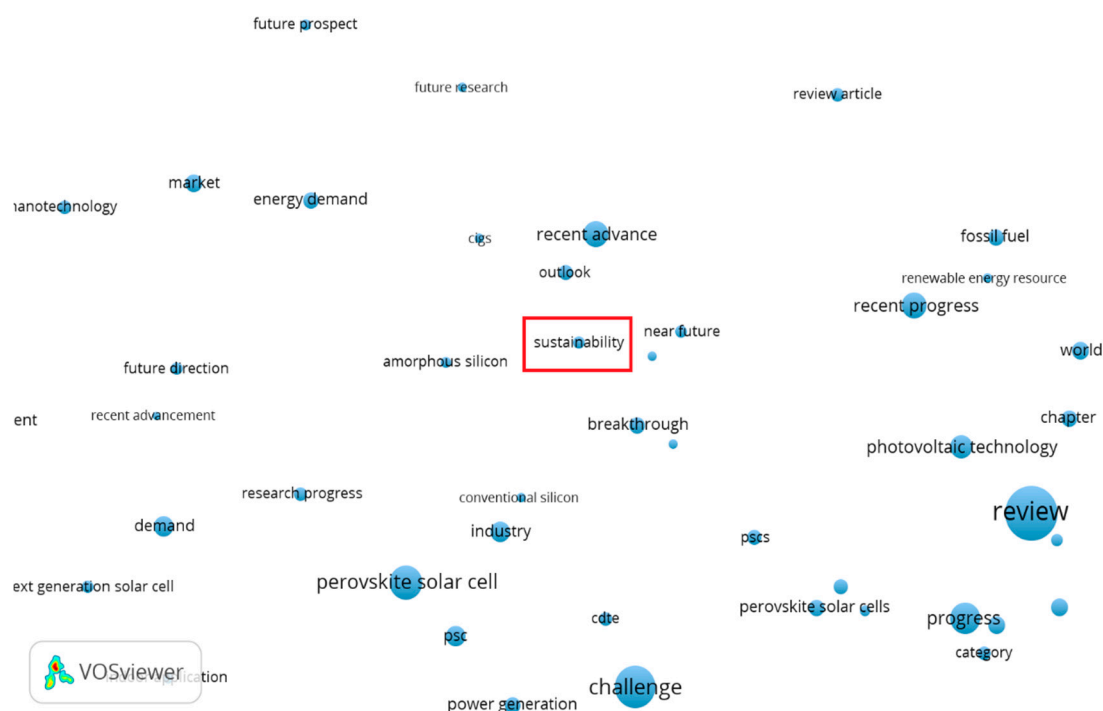 future prospect
future research
review article
market
energy demand
nanotechnology
recent advance
cigs
fossil fuel
outlook
renewable energy resource
recent progress
sustainability
near future
world
amorphous silicon
future direction
recent advancement
ent
breakthrough
chapter
photovoltaic technology
research progress
conventional silicon
review
demand
industry
pscs
perovskite solar cell
ext generation solar cell
perovskite solar cells
cdte
progress
psc
category
VOSviewer
indoor application
challenge
power generation